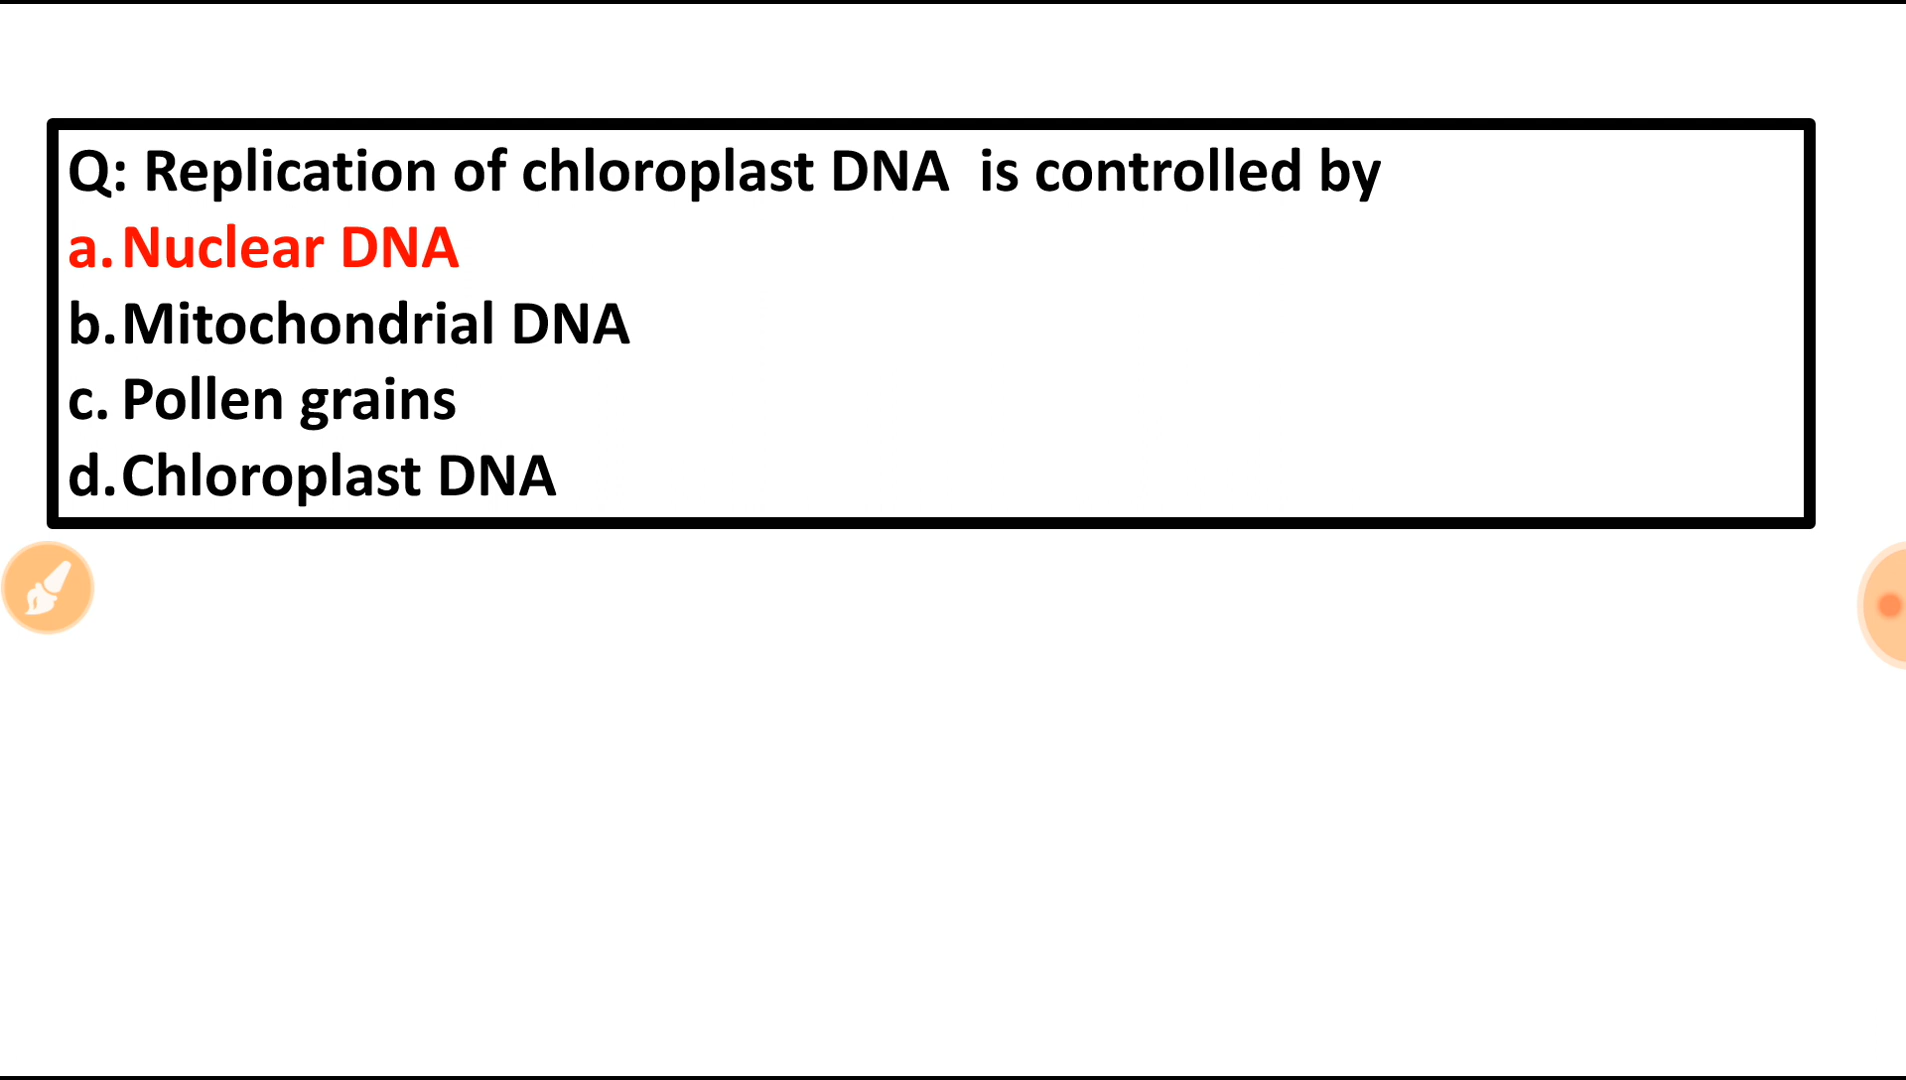 Q: Replication of chloroplast DNA  is controlled by
a. Nuclear DNA
b. Mitochondrial DNA
c. Pollen grains
d. Chloroplast DNA